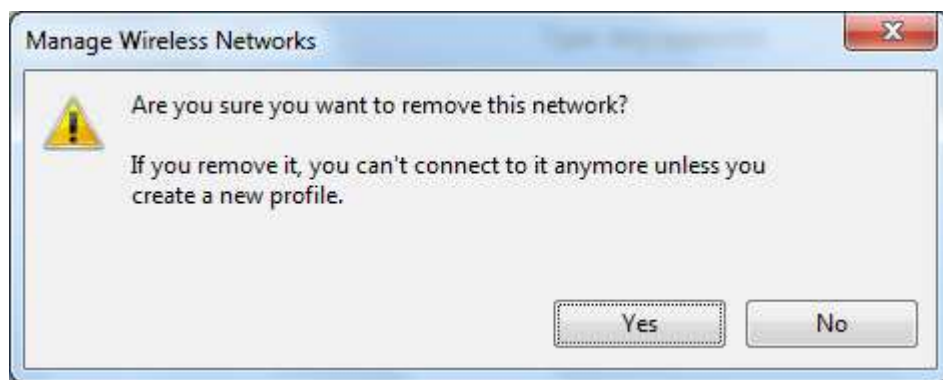 Manage Wireless Networks
Are you sure you want to remove this network?
If you remove it, you can't connect to it anymore unless you
create a new profile.
Yes
No